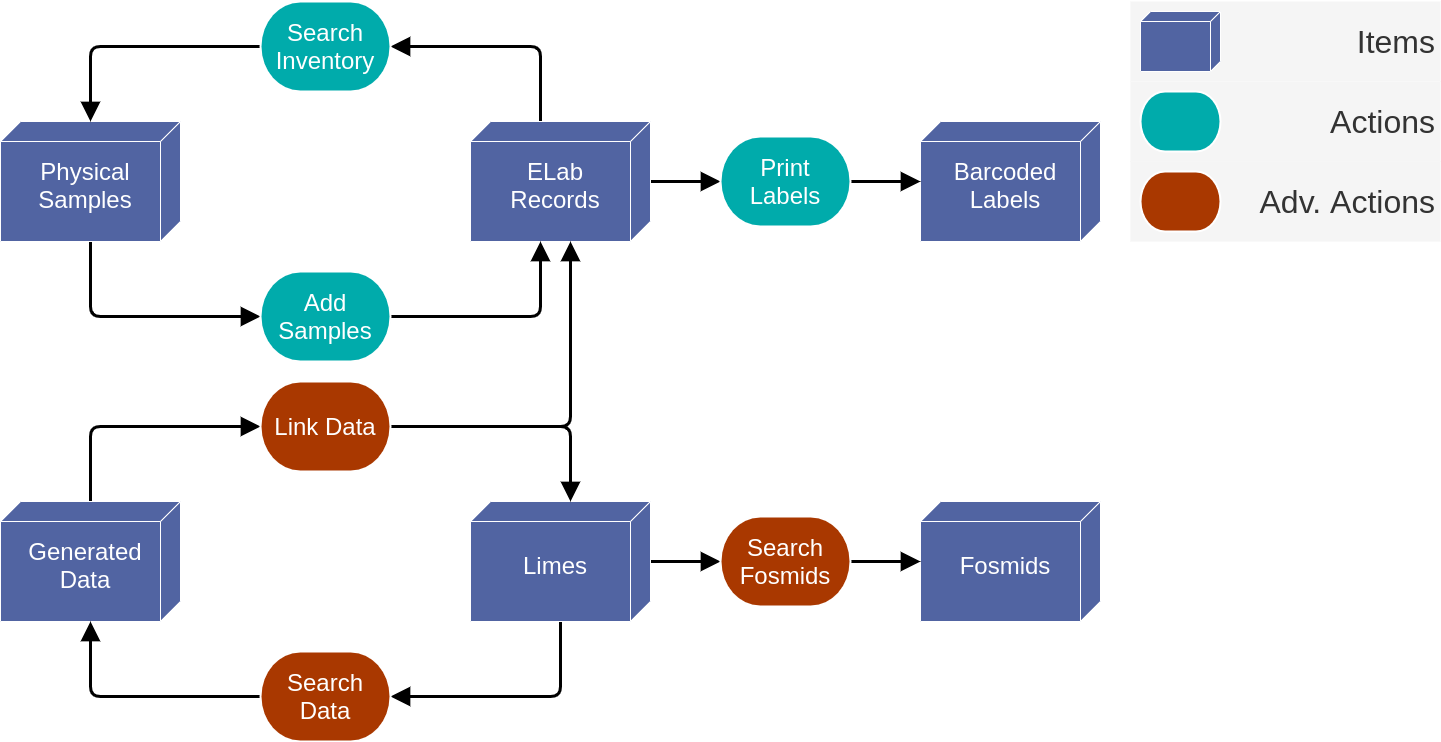 Search
Inventory
Items
Actions
Adv. Actions
Physical
Samples
ELab
Records
Print
Labels
Barcoded
Labels
Add
Samples
Link Data
Generated
Data
Limes
Search
Fosmids
Fosmids
Search
Data